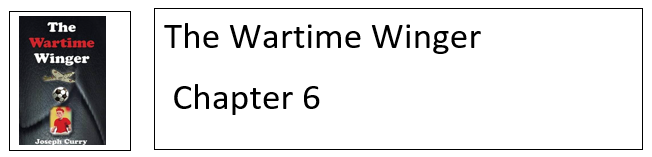 The
Wartime
Winger
Joseph Curry
The Wartime Winger
Chapter 6